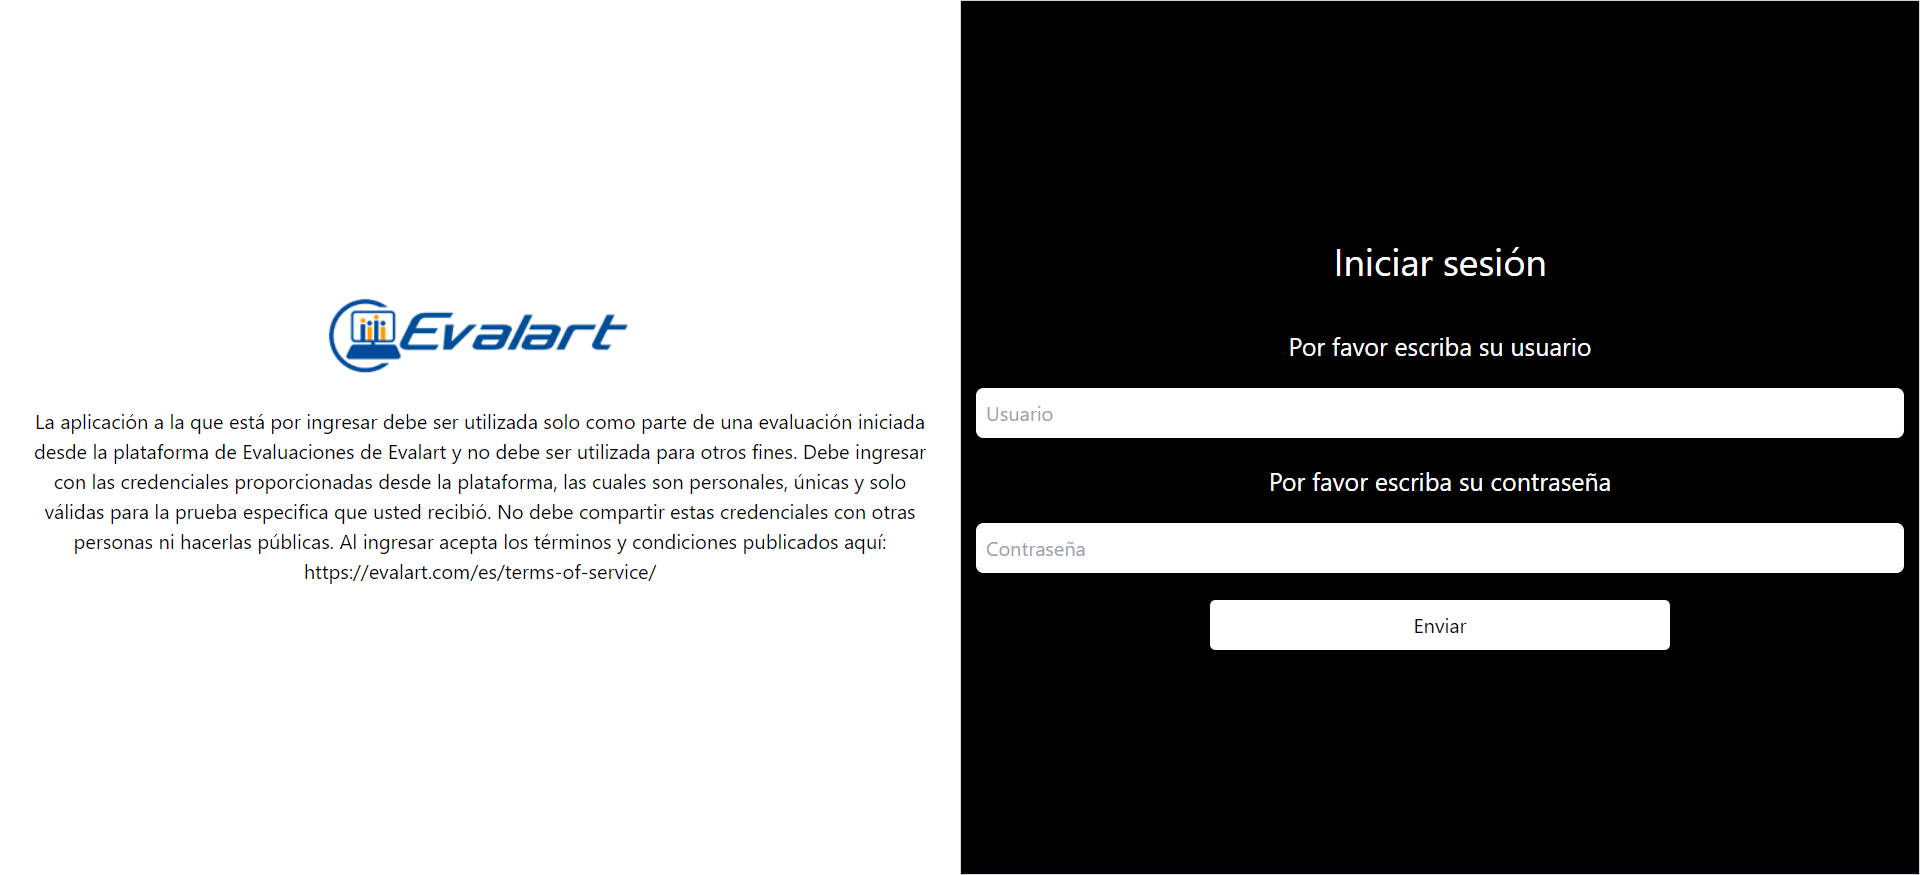 Evalart
La aplicación a la que está por ingresar debe ser utilizada solo como parte de una evaluación iniciada
desde la plataforma de Evaluaciones de Evalart y no debe ser utilizada para otros fines. Debe ingresar
con las credenciales proporcionadas desde la plataforma, las cuales son personales, únicas y solo
válidas para la prueba especifica que usted recibió. No debe compartir estas credenciales con otras
personas ni hacerlas públicas. Al ingresar acepta los términos y condiciones publicados aquí:
https://evalart.com/es/terms-of-service/
Iniciar sesión
Por favor escriba su usuario
Usuario
Por favor escriba su contraseña
Contraseña
Enviar